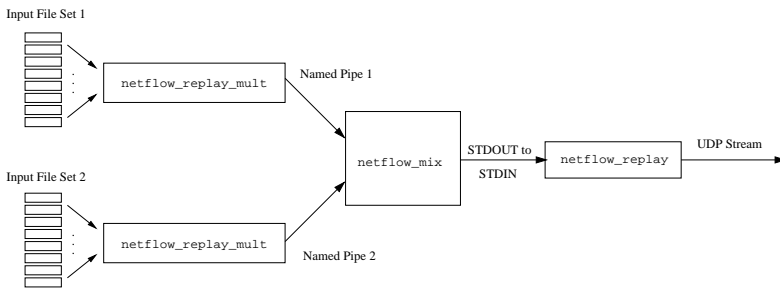 Input File Set 1
netflow_replay_mult
Named Pipe 1
netflow_mix
STDOUT to
STDIN
netflow_replay
UDP Stream
Input File Set 2
netflow_replay_mult
Named Pipe 2